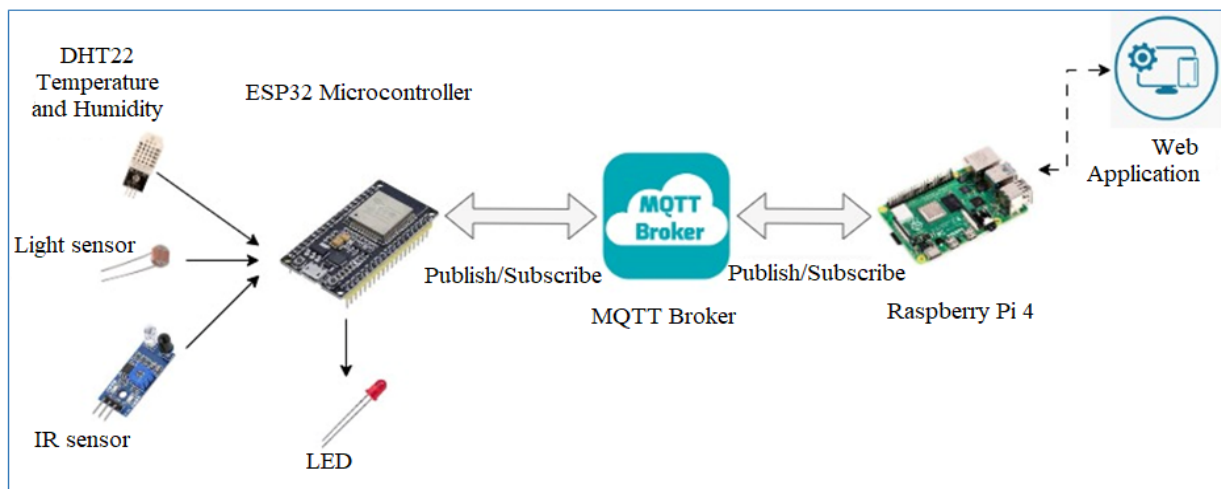 DHT22
Temperature
and Humidity
ESP32 Microcontroller
Light sensor
IR sensor
LED
Publish/Subscribe
MQTT
Broker
MQTT Broker
Publish/Subscribe
Raspberry Pi 4
Web
Application